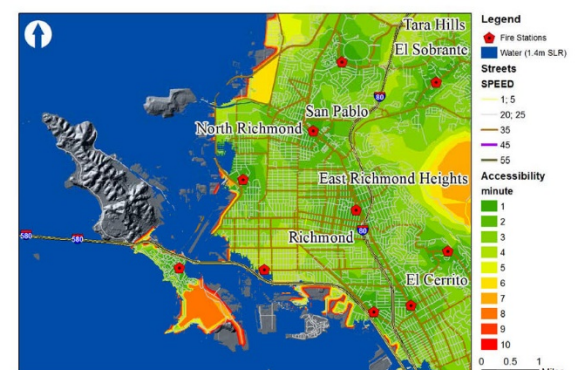 Tara Hills
El Sobrante
80
San Pablo
North Richmond
East Richmond Heights
Richmond
80
580
580
El Cerrito
Legend
Fire Stations
Water (1.4m SLR)
Streets
SPEED
1; 5
20; 25
35
45
55
Accessibility
minute
1
2
3
4
5
6
7
8
9
10
0 0.5 1